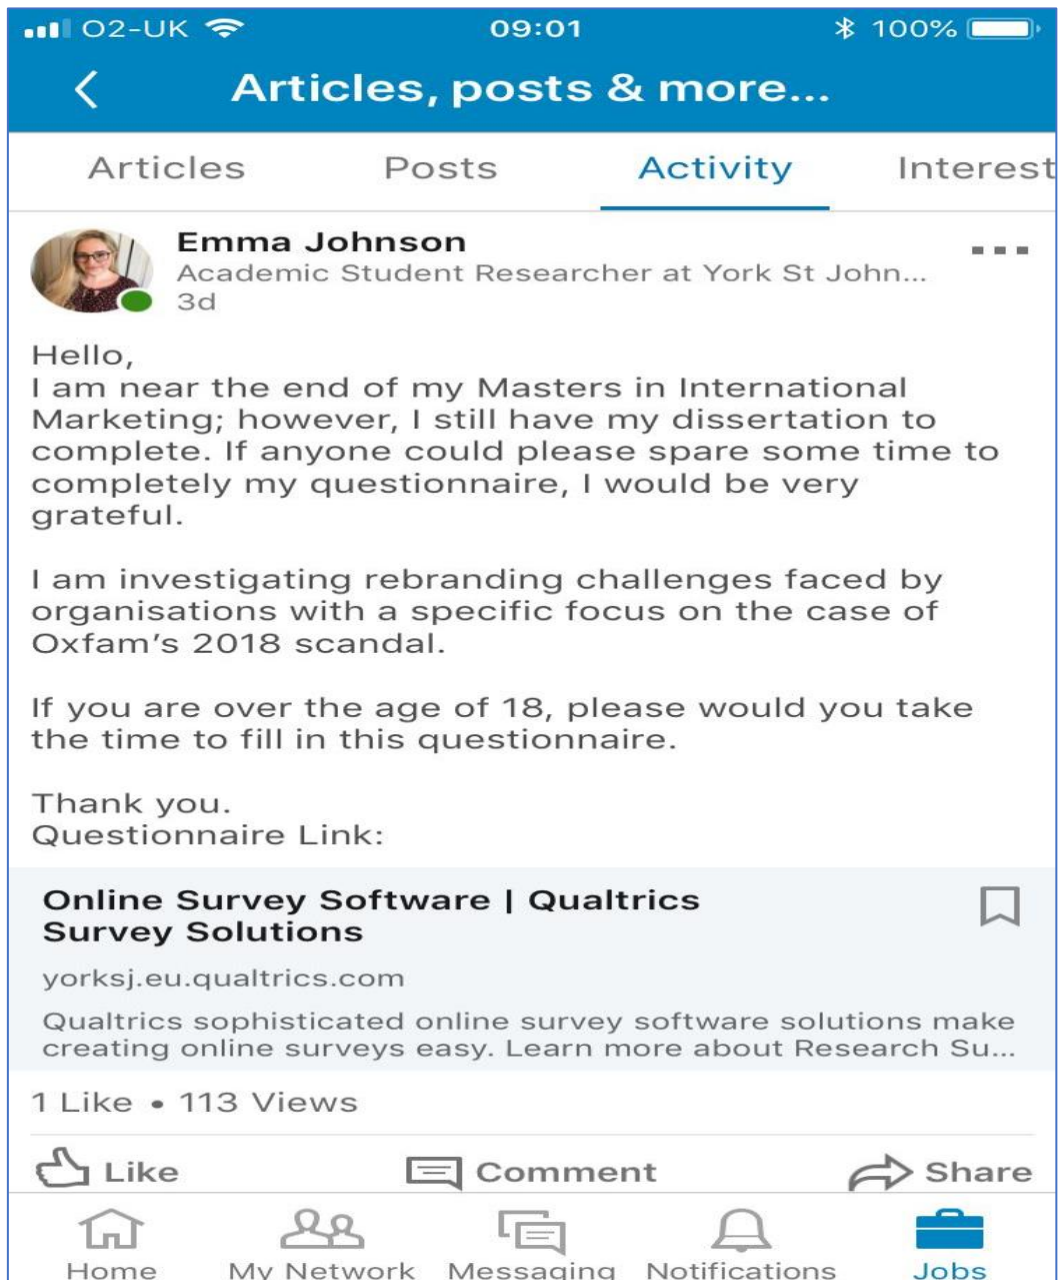 O2-UK 09:01 100%
Articles, posts & more...
Articles Posts Activity Interest
Emma Johnson
Academic Student Researcher at York St John...
3d
Hello,
I am near the end of my Masters in International
Marketing; however, I still have my dissertation to
complete. If anyone could please spare some time to
completely my questionnaire, I would be very
grateful.
I am investigating rebranding challenges faced by
organisations with a specific focus on the case of
Oxfam’s 2018 scandal.
If you are over the age of 18, please would you take
the time to fill in this questionnaire.
Thank you.
Questionnaire Link:
Online Survey Software | Qualtrics
Survey Solutions
yorksj.eu.qualtrics.com
Qualtrics sophisticated online survey software solutions make
creating online surveys easy. Learn more about Research Su...
1 Like • 113 Views
Like Comment Share
Home My Network Messaging Notifications Jobs